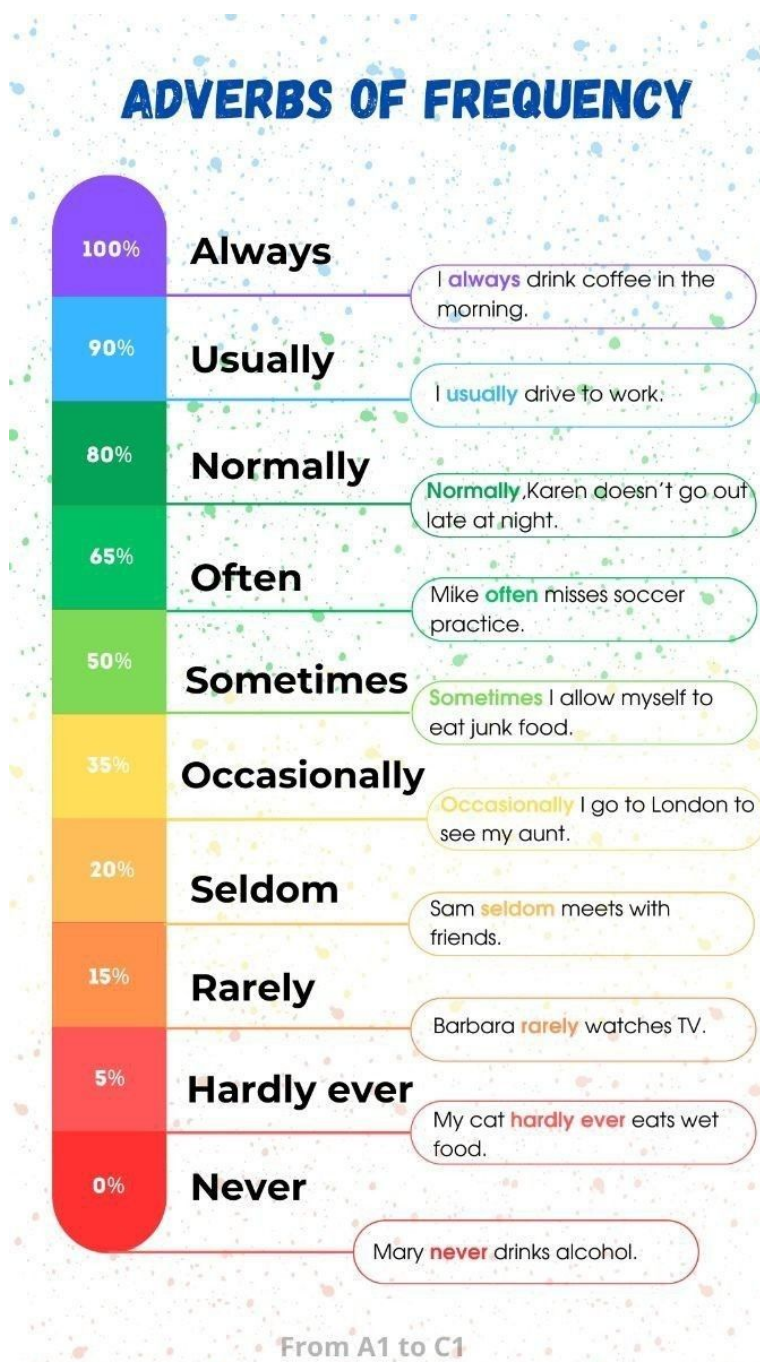 ADVERBS OF FREQUENCY
100%
Always
I always drink coffee in the
morning.
90%
Usually
I usually drive to work.
80%
Normally
Normally,Karen doesn't go out
late at night.
65%
Often
Mike often misses soccer
practice.
50%
Sometimes
Sometimes I allow myself to
eat junk food.
35%
Occasionally
Occasionally I go to London to
see my aunt.
20%
Seldom
Sam seldom meets with
friends.
15%
Rarely
Barbara rarely watches TV.
5%
Hardly ever
My cat hardly ever eats wet
food.
0%
Never
Mary never drinks alcohol.
From A1 to C1